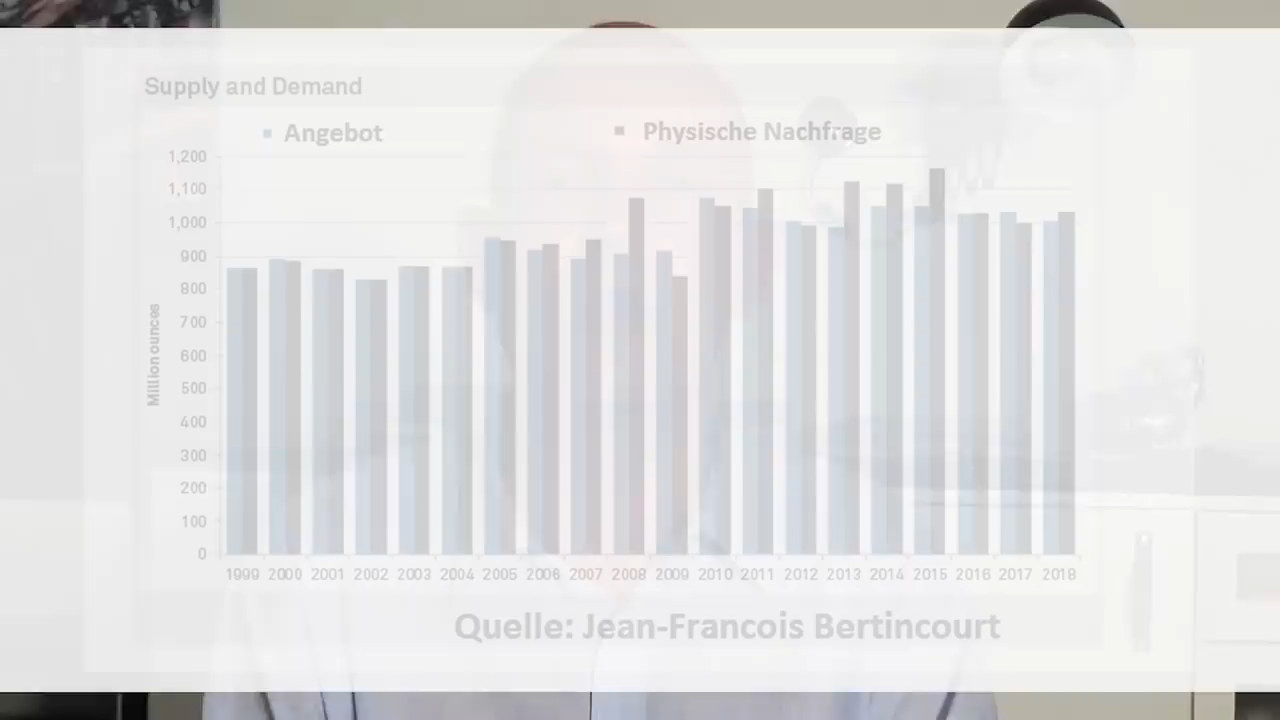 Supply and Demand
Angebot Physische Nachfrage
1,200
1,100
1,000
900
800
700
600
500
400
300
200
100
0
Million ounces
1999 2000 2001 2002 2003 2004 2005 2006 2007 2008 2009 2010 2011 2012 2013 2014 2015 2016 2017 2018
Quelle: Jean-Francois Bertincourt